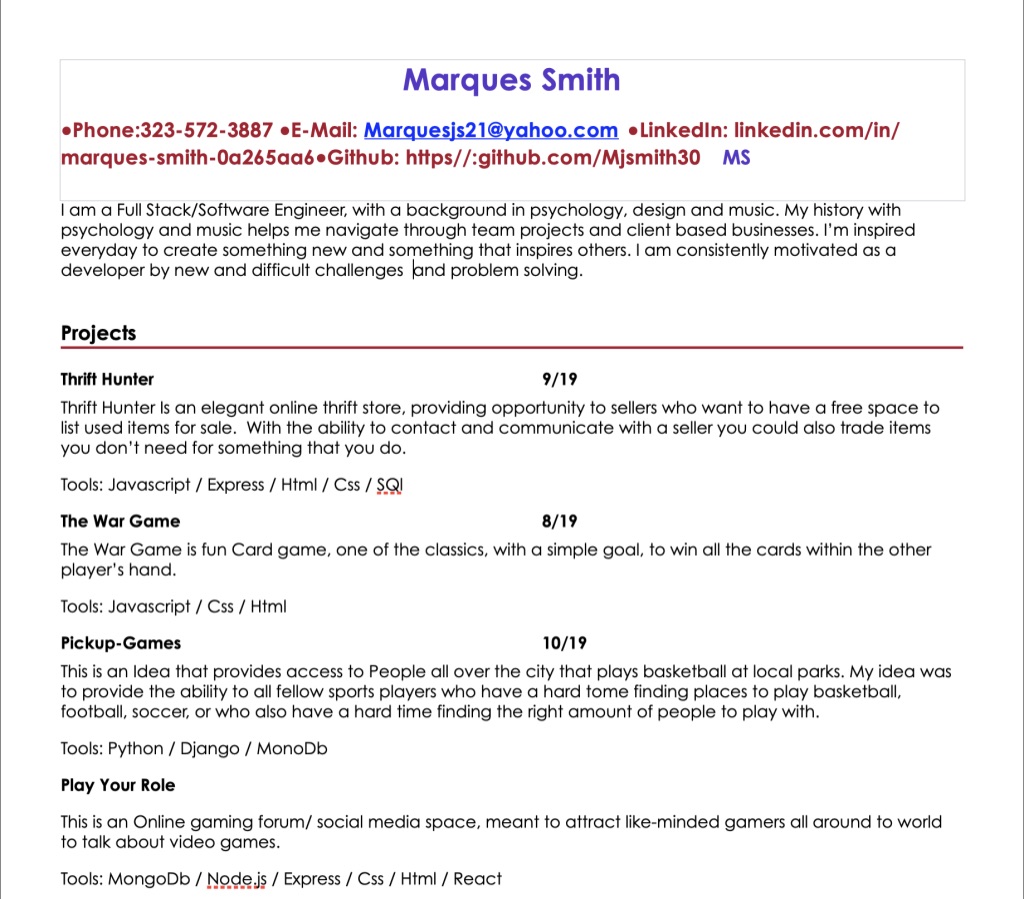 Marques Smith
●Phone:323-572-3887 ●E-Mail: Marquesjs21@yahoo.com ●LinkedIn: linkedin.com/in/
marques-smith-0a265aa6●Github: https//:github.com/Mjsmith30 MS
I am a Full Stack/Software Engineer, with a background in psychology, design and music. My history with
psychology and music helps me navigate through team projects and client based businesses. I'm inspired
everyday to create something new and something that inspires others. I am consistently motivated as a
developer by new and difficult challenges and problem solving.
Projects
Thrift Hunter 9/19
Thrift Hunter Is an elegant online thrift store, providing opportunity to sellers who want to have a free space to
list used items for sale. With the ability to contact and communicate with a seller you could also trade items
you don't need for something that you do.
Tools: Javascript / Express / Html / Css / SQl
The War Game 8/19
The War Game is fun Card game, one of the classics, with a simple goal, to win all the cards within the other
player's hand.
Tools: Javascript / Css / Html
Pickup-Games 10/19
This is an Idea that provides access to People all over the city that plays basketball at local parks. My idea was
to provide the ability to all fellow sports players who have a hard tome finding places to play basketball,
football, soccer, or who also have a hard time finding the right amount of people to play with.
Tools: Python / Django / MonoDb
Play Your Role
This is an Online gaming forum/ social media space, meant to attract like-minded gamers all around to world
to talk about video games.
Tools: MongoDb / Node.js / Express / Css / Html / React